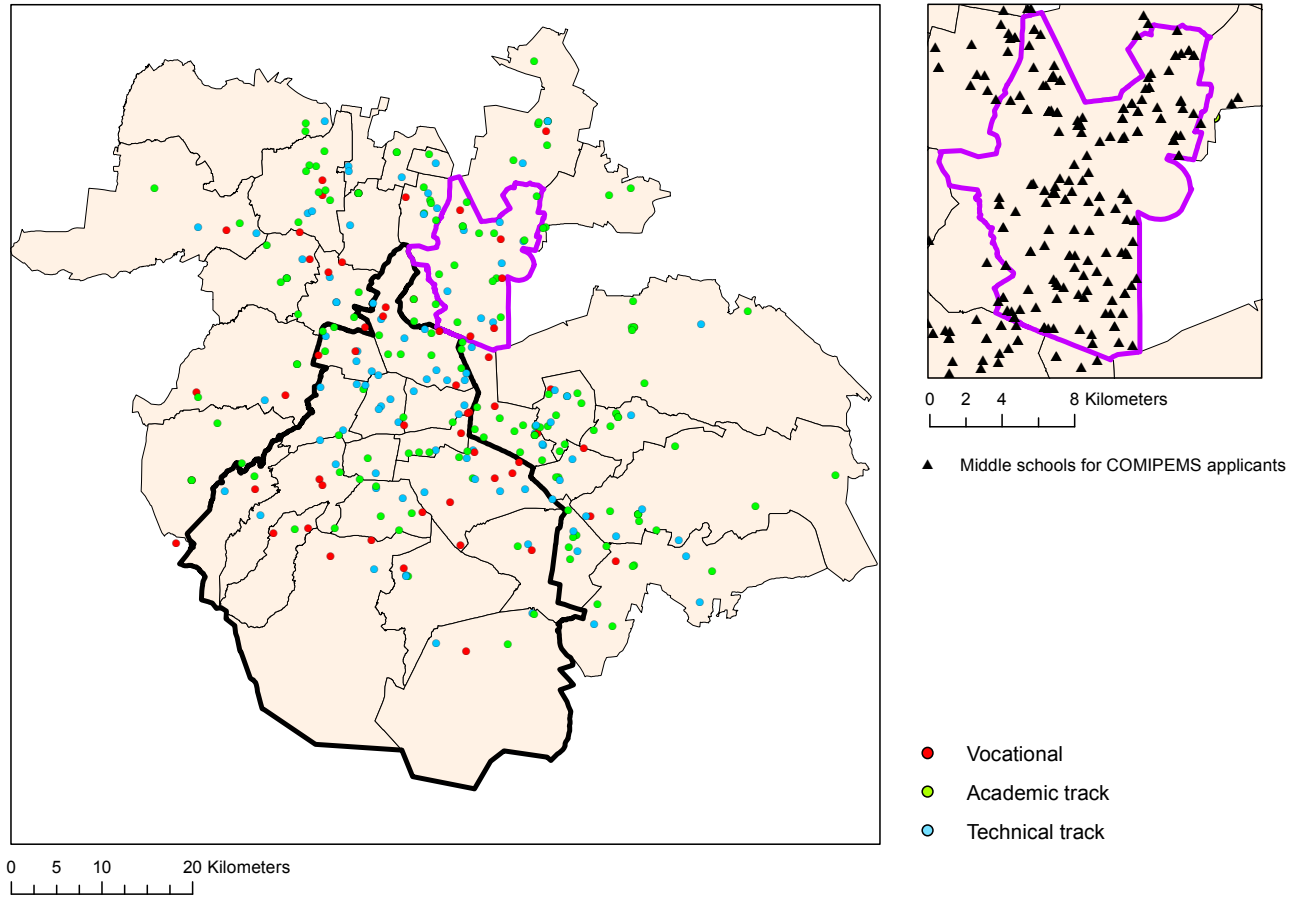 0 2 4 8 Kilometers
Middle schools for COMIPEMS applicants
Vocational
Academic track
Technical track
0 5 10 20 Kilometers